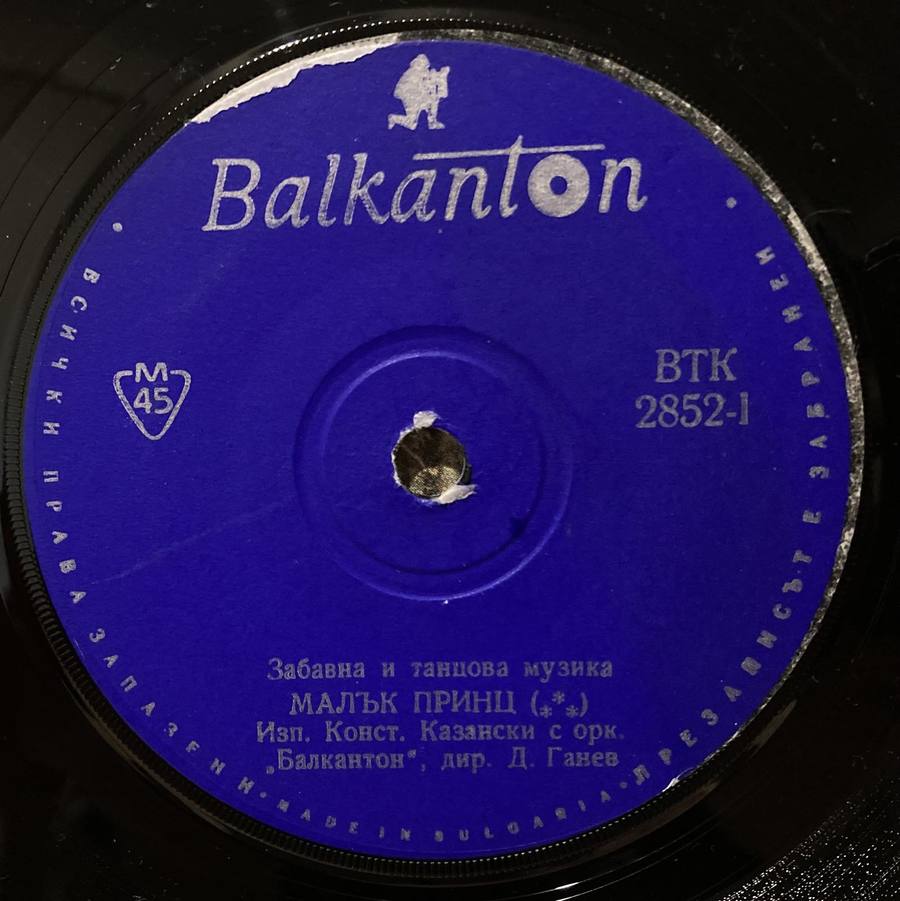 Balkanton
M
45
ВТК
2852-1
Забавна и танцова музика
МАЛЪК ПРИНЦ (***)
Изп. Конст. Казански с орк.
„Балкантон“, дир. Д. Ганев
• ВСИЧКИ ПРАВА ЗАПАЗЕНИ • MADE IN BULGARIA • ПРЕЗАПИСЪТ Е ЗАБРАНЕН •